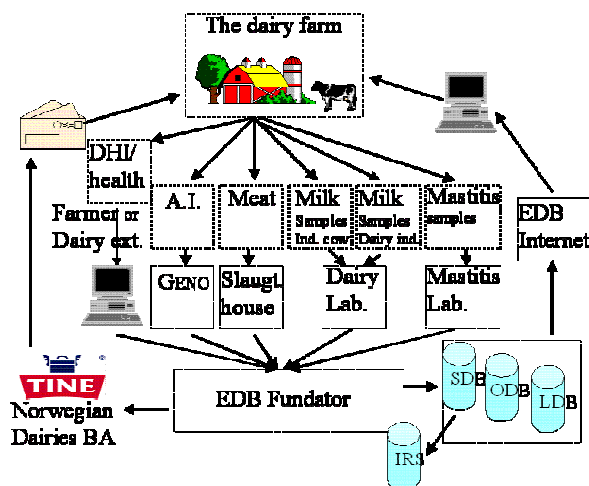 The dairy farm
DHI/
health
Farmer or
Dairy ext.
A.I.
Meat
Milk
Samples
Ind. cow
Milk
Samples
Dairy ind.
Mastitis
samples
EDB
Internet
GENO
Slaugt.
house
Dairy
Lab.
Mastitis
Lab.
TINE
®
Norwegian
Dairies BA
EDB Fundator
SDB
ODB
LDB
IRS